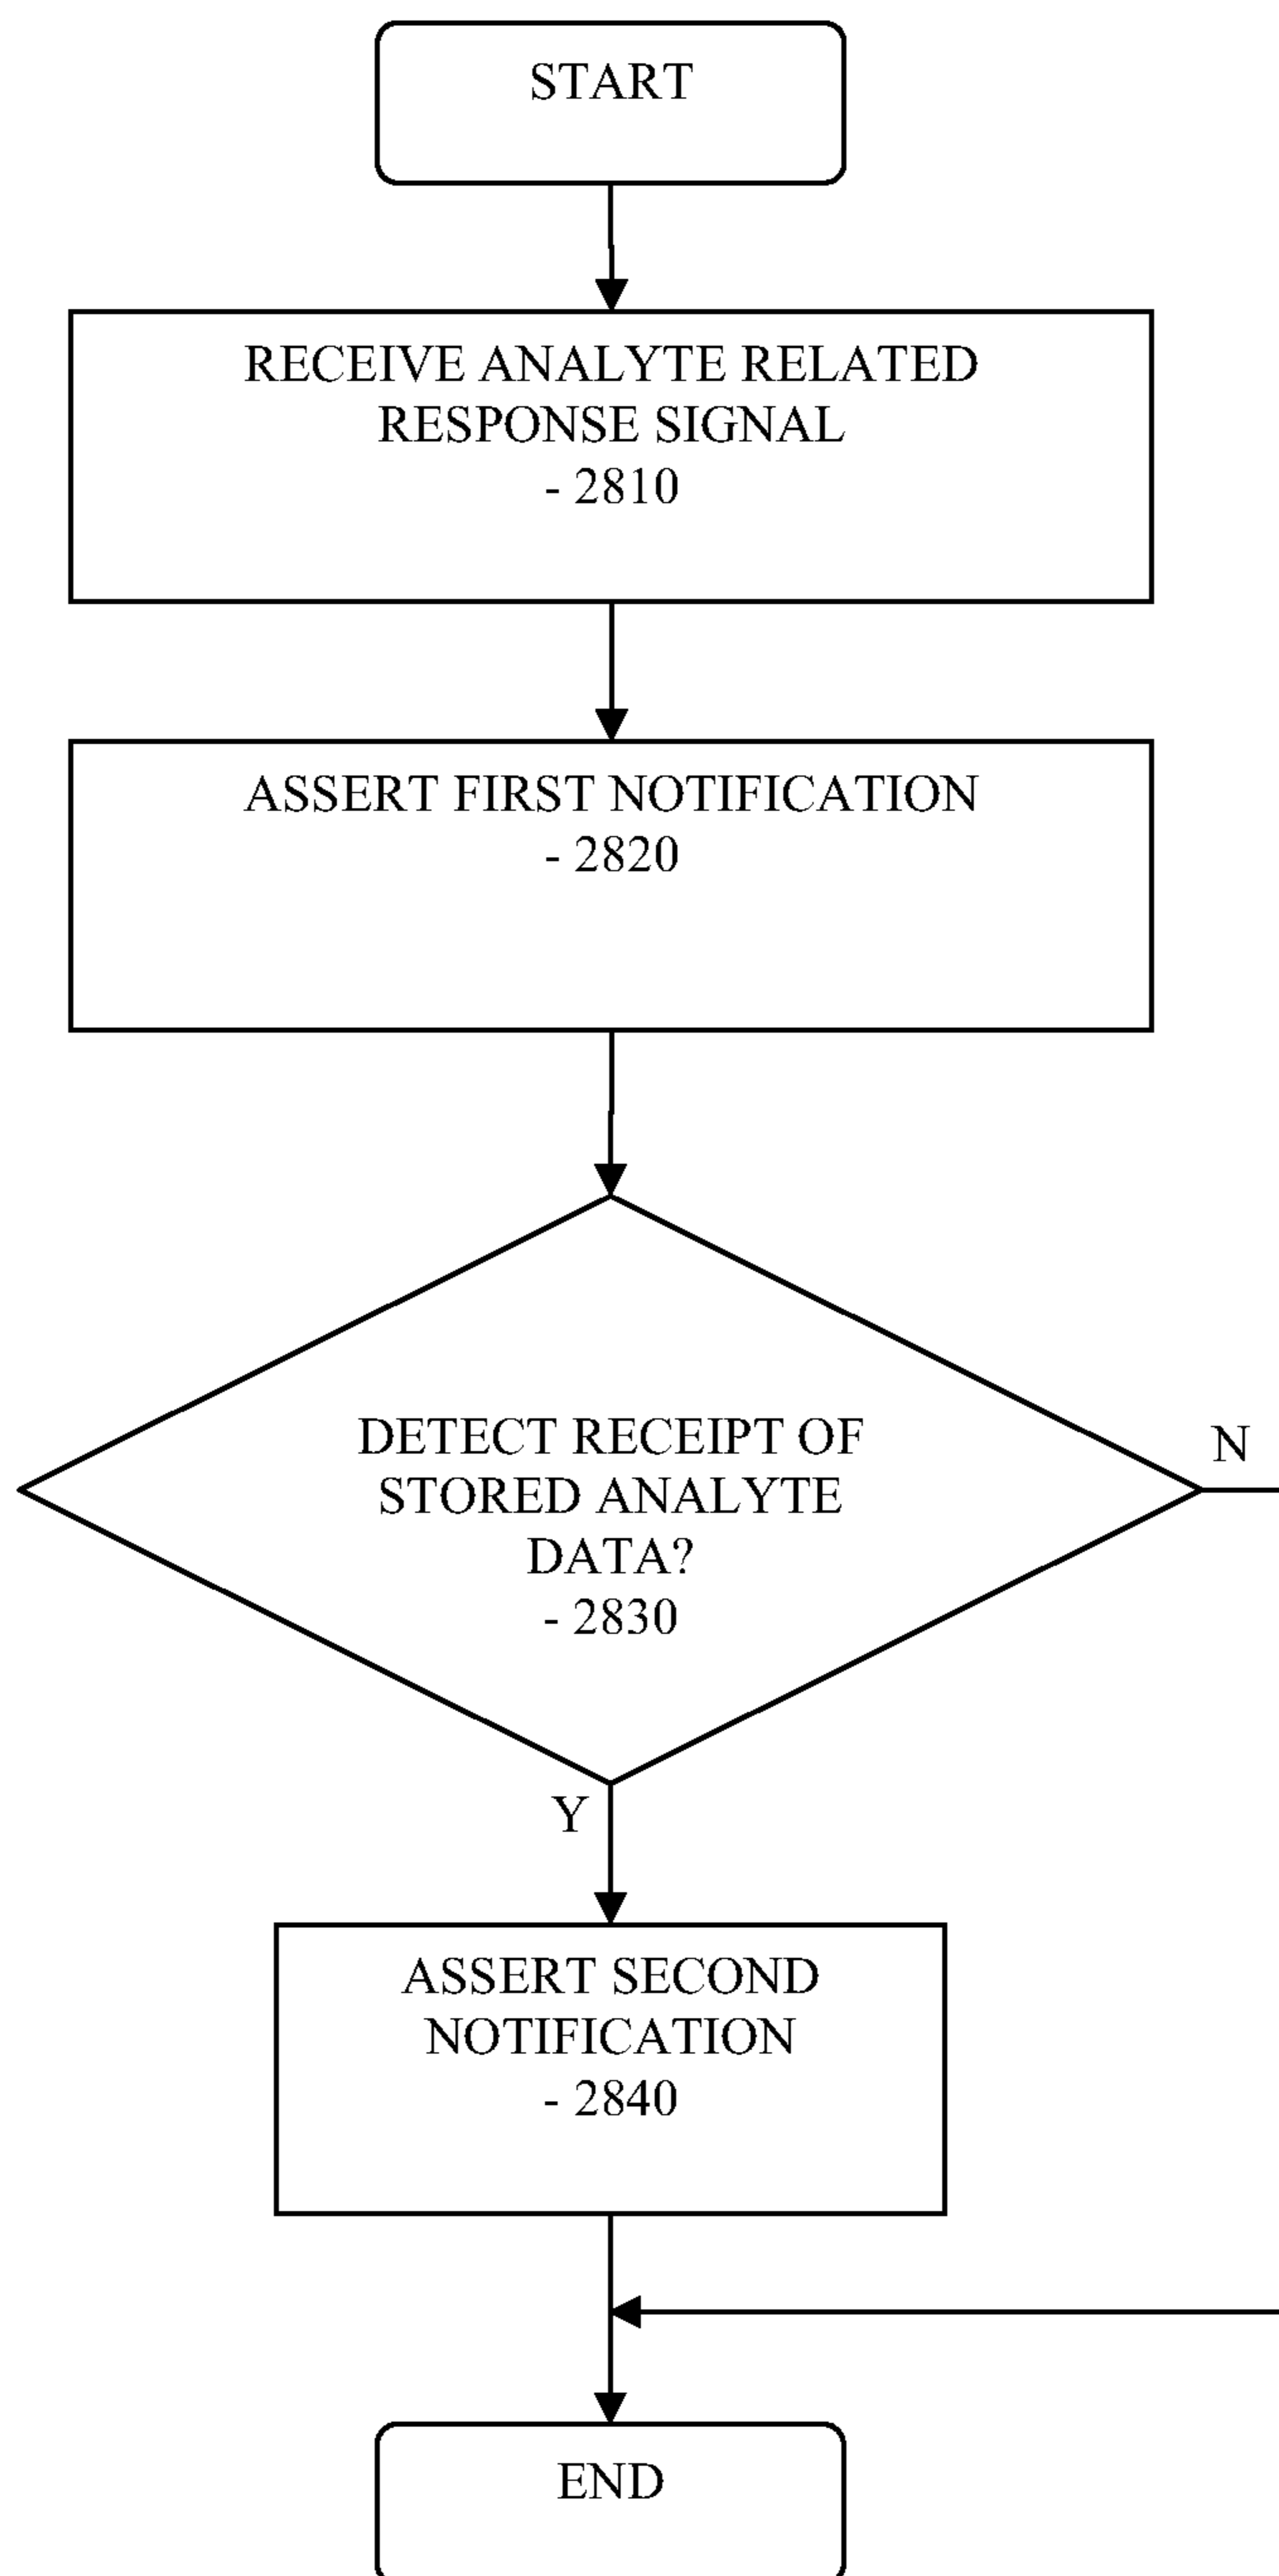 START
RECEIVE ANALYTE RELATED
RESPONSE SIGNAL
- 2810
ASSERT FIRST NOTIFICATION
- 2820
DETECT RECEIPT OF
STORED ANALYTE
DATA?
- 2830
N
Y
ASSERT SECOND
NOTIFICATION
- 2840
END